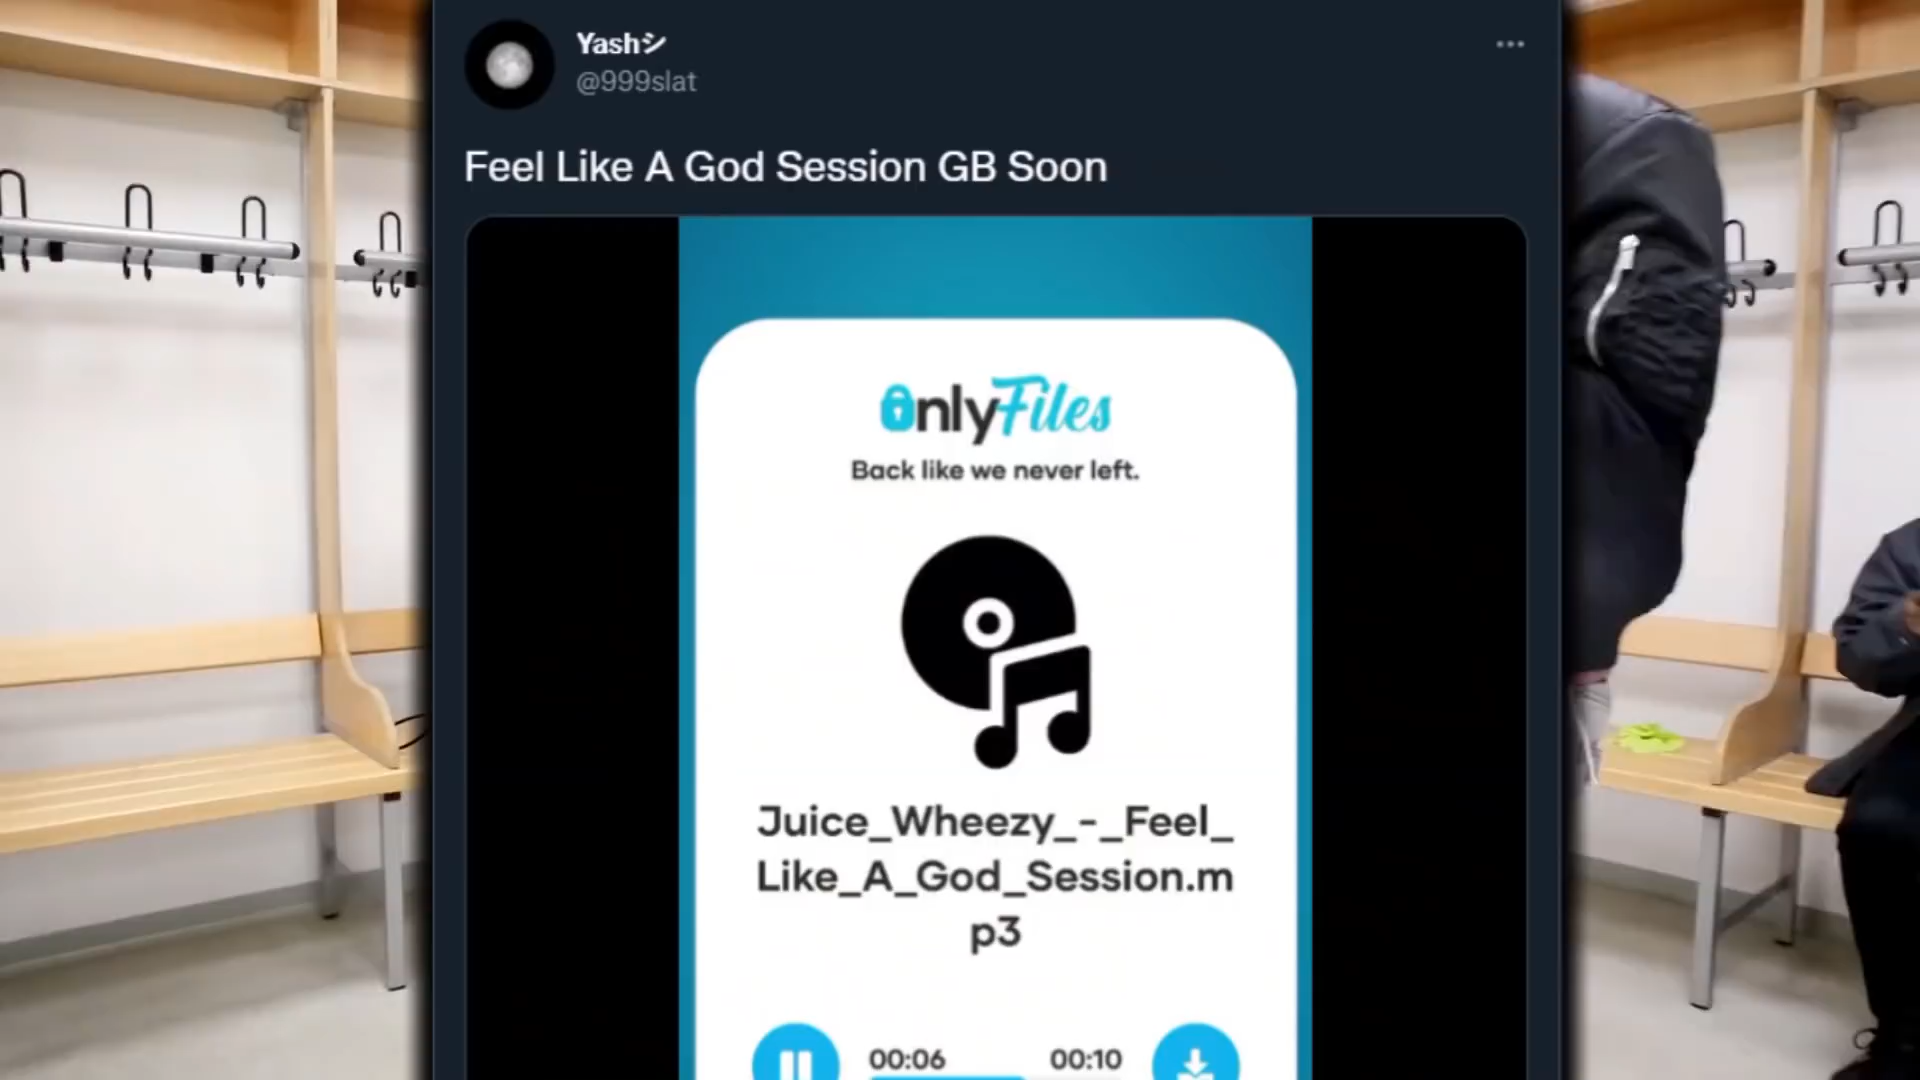 Yashシ
@999slat
Feel Like A God Session GB Soon
OnlyFiles
Back like we never left.
Juice_Wheezy_-_Feel_
Like_A_God_Session.m
p3
00:06 00:10